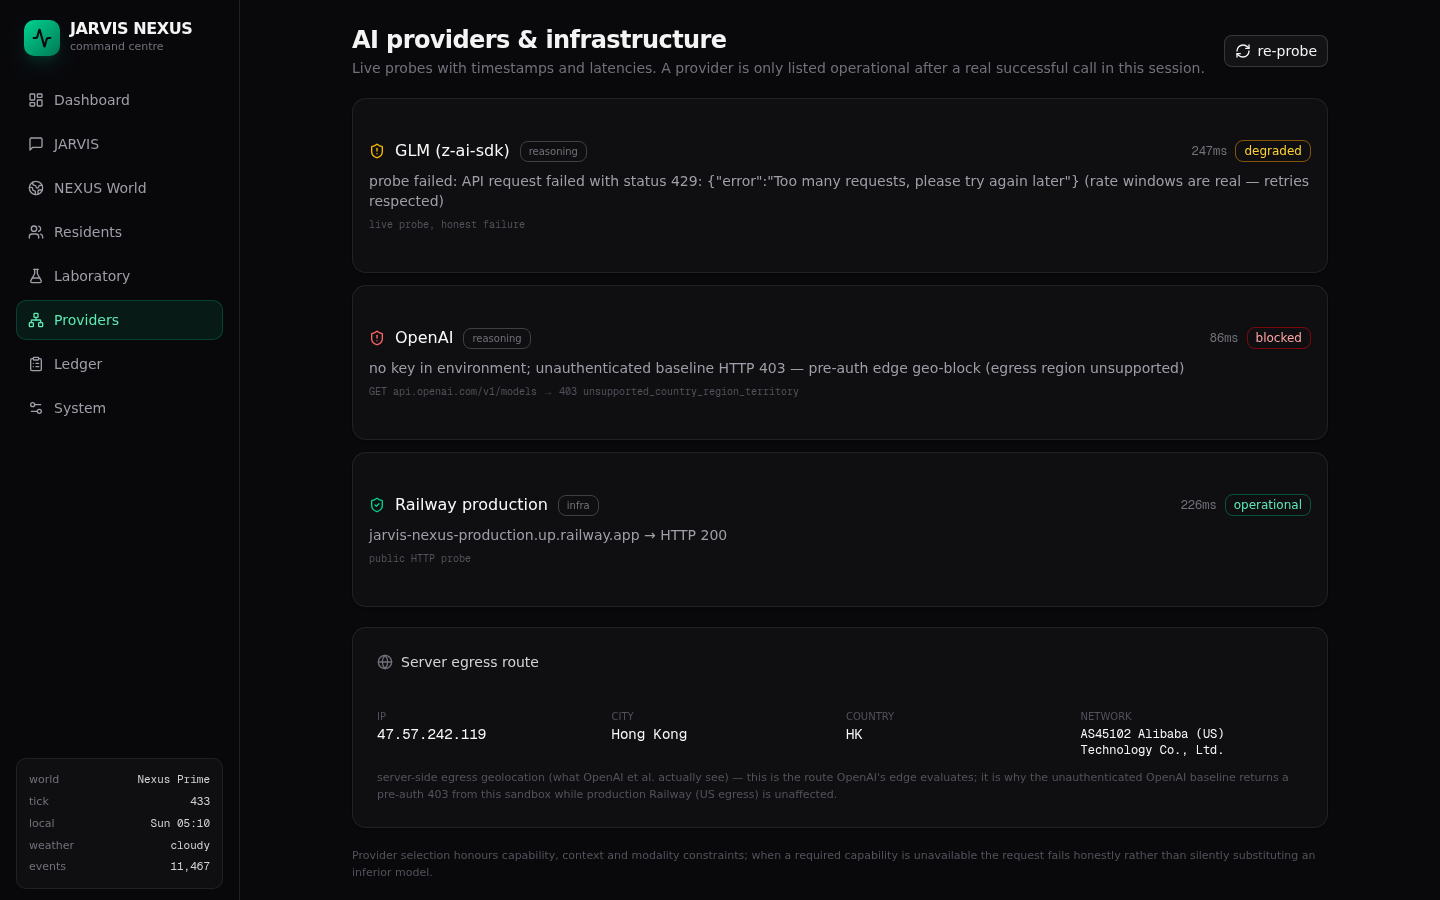 JARVIS NEXUS
command centre
Dashboard
JARVIS
NEXUS World
Residents
Laboratory
Providers
Ledger
System
world Nexus Prime
tick 433
local Sun 05:10
weather cloudy
events 11,467
AI providers & infrastructure
Live probes with timestamps and latencies. A provider is only listed operational after a real successful call in this session.
re-probe
GLM (z-ai-sdk) reasoning 247ms degraded
probe failed: API request failed with status 429: {"error":"Too many requests, please try again later"} (rate windows are real — retries
respected)
live probe, honest failure
OpenAI reasoning 86ms blocked
no key in environment; unauthenticated baseline HTTP 403 — pre-auth edge geo-block (egress region unsupported)
GET api.openai.com/v1/models → 403 unsupported_country_region_territory
Railway production infra 226ms operational
jarvis-nexus-production.up.railway.app → HTTP 200
public HTTP probe
Server egress route
IP CITY COUNTRY NETWORK
47.57.242.119 Hong Kong HK AS45102 Alibaba (US)
Technology Co., Ltd.
server-side egress geolocation (what OpenAI et al. actually see) — this is the route OpenAI's edge evaluates; it is why the unauthenticated OpenAI baseline returns a
pre-auth 403 from this sandbox while production Railway (US egress) is unaffected.
Provider selection honours capability, context and modality constraints; when a required capability is unavailable the request fails honestly rather than silently substituting an
inferior model.